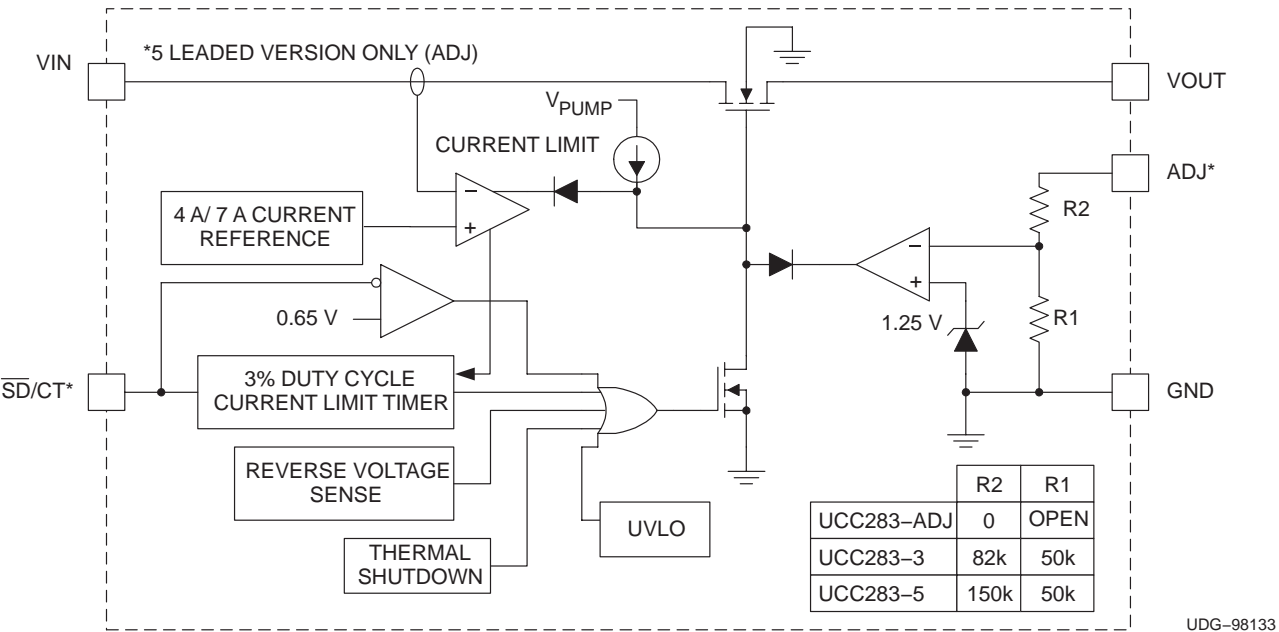 *5 LEADED VERSION ONLY (ADJ)
VIN
VOUT
VPUMP
CURRENT LIMIT
ADJ*
4 A/ 7 A CURRENT
REFERENCE
−
+
R2
−
+
0.65 V
1.25 V
R1
SD/CT*
3% DUTY CYCLE
CURRENT LIMIT TIMER
GND
REVERSE VOLTAGE
SENSE
UVLO
THERMAL
SHUTDOWN
R2 R1
UCC283−ADJ 0 OPEN
UCC283−3 82k 50k
UCC283−5 150k 50k
UDG−98133